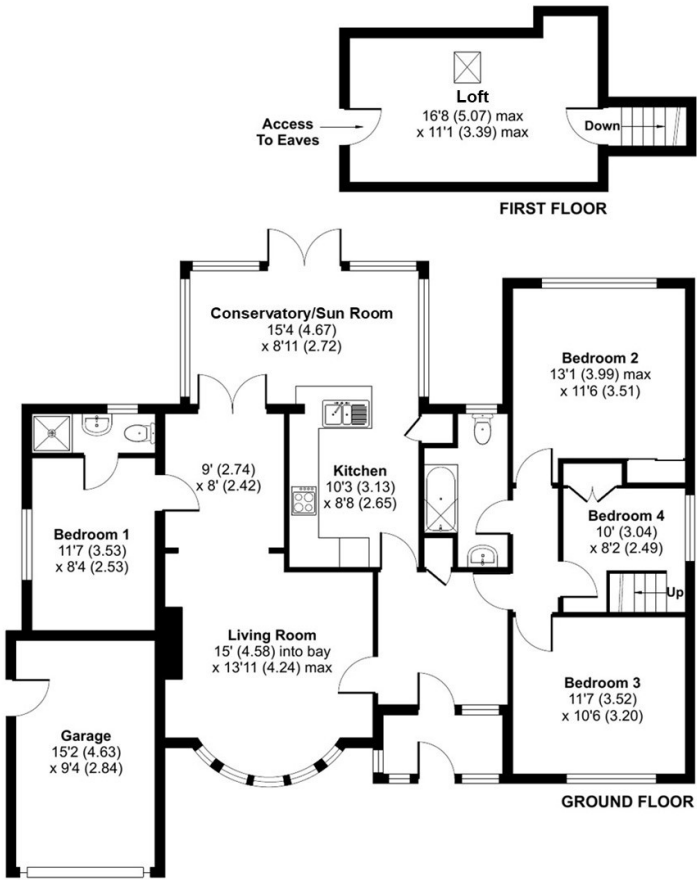 Loft
16'8 (5.07) max
x 11'1 (3.39) max
Access
To Eaves
Down
FIRST FLOOR
Conservatory/Sun Room
15'4 (4.67)
x 8'11 (2.72)
Bedroom 2
13'1 (3.99) max
x 11'6 (3.51)
9' (2.74)
x 8' (2.42)
Kitchen
10'3 (3.13)
x 8'8 (2.65)
Bedroom 1
11'7 (3.53)
x 8'4 (2.53)
Bedroom 4
10' (3.04)
x 8'2 (2.49)
Up
Living Room
15' (4.58) into bay
x 13'11 (4.24) max
Bedroom 3
11'7 (3.52)
x 10'6 (3.20)
Garage
15'2 (4.63)
x 9'4 (2.84)
GROUND FLOOR